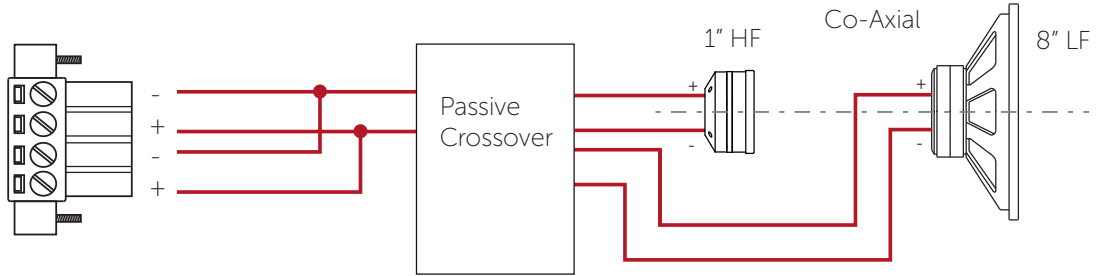 Co-Axial
1” HF
8” LF
-
+
-
+
Passive
Crossover
+
-
+
-